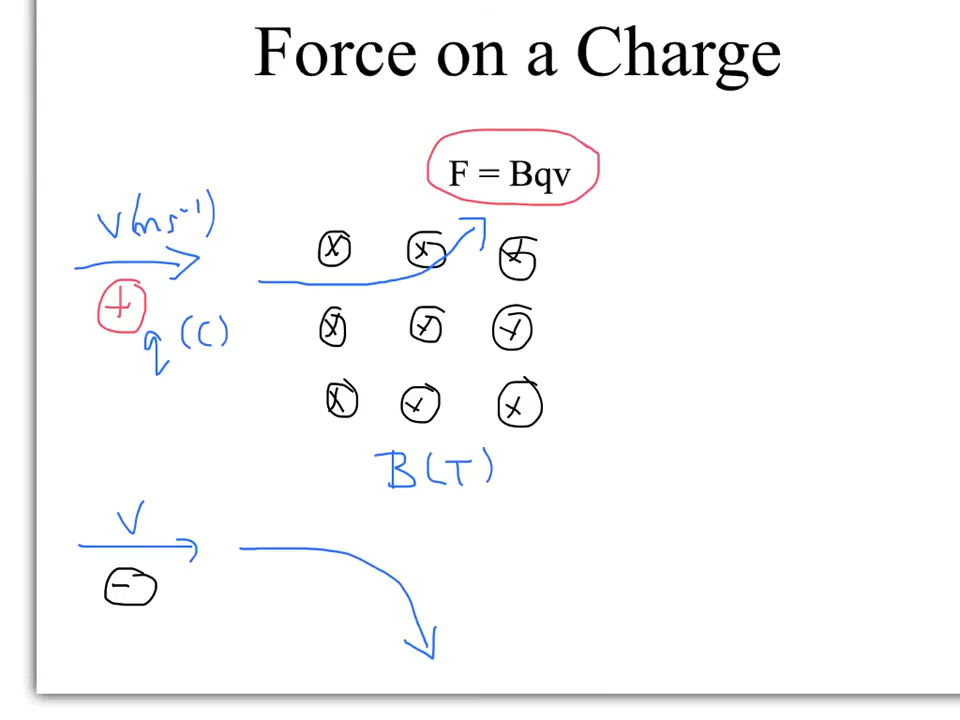 Force on a Charge
F = Bqv
v (ms⁻¹)
+
q (C)
x x x
x x x
x x x
B (T)
v
-